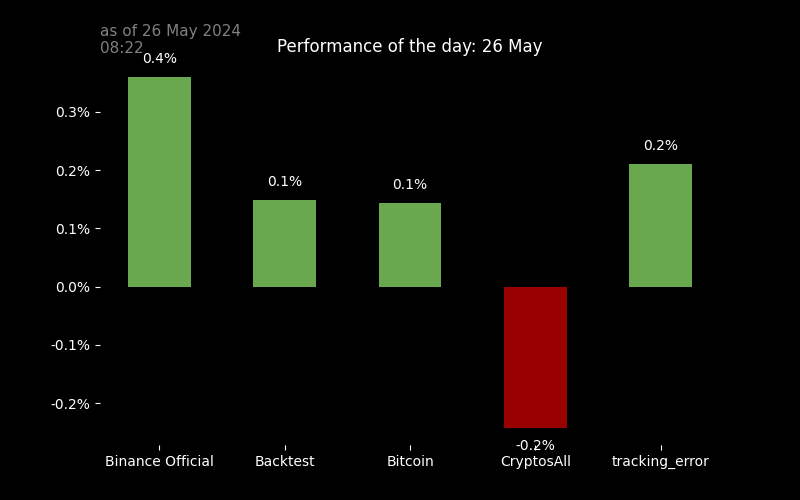 as of 26 May 2024
08:22
Performance of the day: 26 May
0.4%
0.1%
0.1%
-0.2%
0.2%
0.3%
0.2%
0.1%
0.0%
-0.1%
-0.2%
Binance Official
Backtest
Bitcoin
CryptosAll
tracking_error